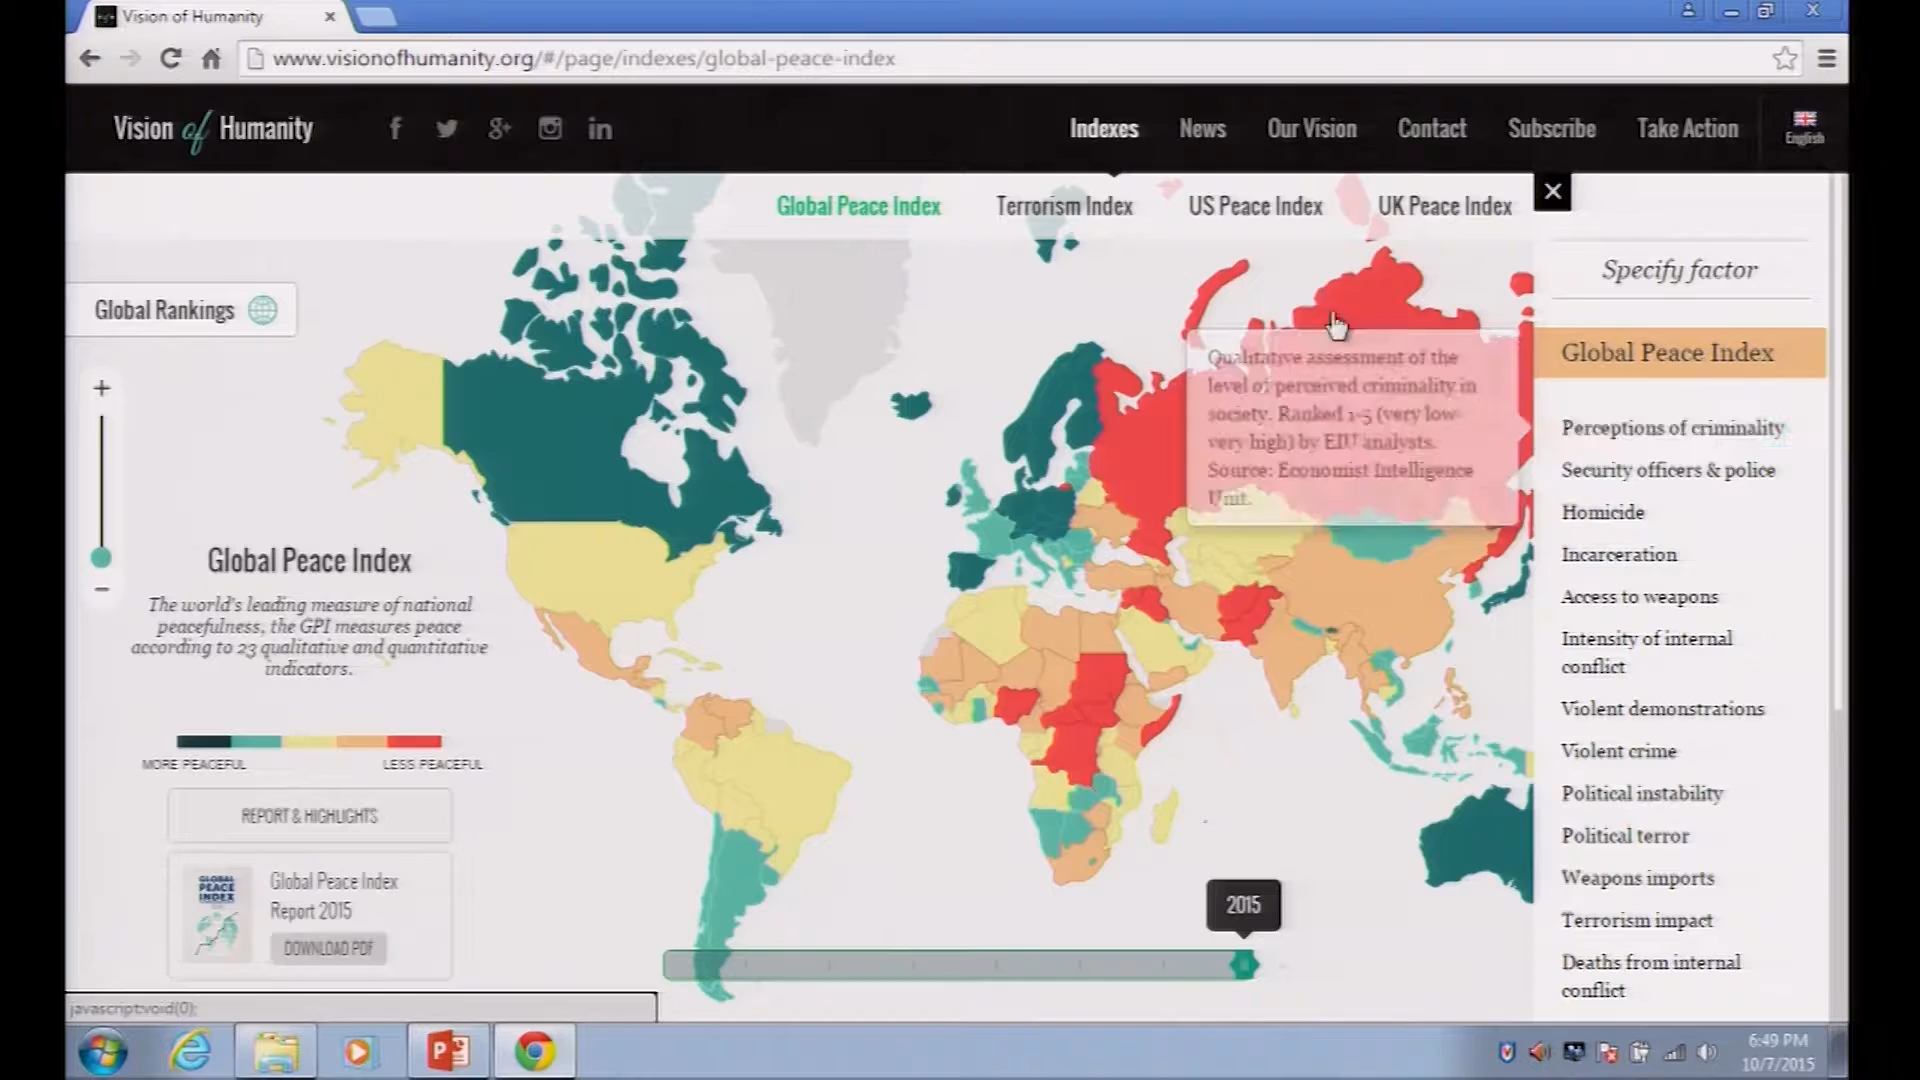 Vision of Humanity
www.visionofhumanity.org/#/page/indexes/global-peace-index
Vision of Humanity
Indexes
News
Our Vision
Contact
Subscribe
Take Action
English
Global Peace Index
Terrorism Index
US Peace Index
UK Peace Index
Global Rankings
Specify factor
Global Peace Index
Perceptions of criminality
Security officers & police
Homicide
Incarceration
Access to weapons
Intensity of internal
conflict
Violent demonstrations
Violent crime
Political instability
Political terror
Weapons imports
Terrorism impact
Deaths from internal
conflict
Qualitative assessment of the
level of perceived criminality in
society. Ranked 1-5 (very low-
very high) by EIU analysts.
Source: Economist Intelligence
Unit.
Global Peace Index
The world's leading measure of national
peacefulness, the GPI measures peace
according to 23 qualitative and quantitative
indicators.
MORE PEACEFUL
LESS PEACEFUL
REPORT & HIGHLIGHTS
GLOBAL
PEACE
INDEX
Global Peace Index
Report 2015
DOWNLOAD PDF
2015
javascript:void(0);
6:49 PM
10/7/2015